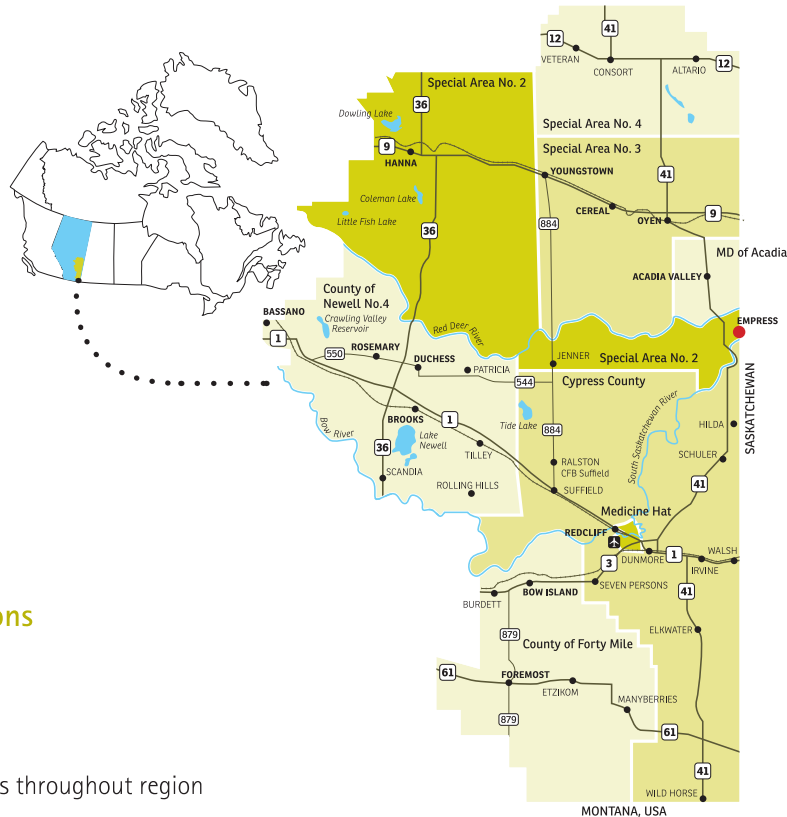 41
12
VETERAN
CONSORT
ALTARIO
12
36
Special Area No. 2
Dowling Lake
Special Area No. 4
Special Area No. 3
9
HANNA
YOUNGSTOWN
41
Coleman Lake
CEREAL
9
OYEN
Little Fish Lake
884
36
MD of Acadia
ACADIA VALLEY
County of
Newell No.4
BASSANO
Crawling Valley
Reservoir
Red Deer
River
EMPRESS
1
550
ROSEMARY
DUCHESS
PATRICIA
JENNER
Special Area No. 2
544
Cypress County
SASKATCHEWAN
BROOKS
1
Tide Lake
884
South Saskatchewan River
HILDA
Bow River
Lake
Newell
36
TILLEY
SCHULER
SCANDIA
RALSTON
CFB Suffield
41
ROLLING HILLS
SUFFIELD
Medicine Hat
REDCLIFF
DUNMORE
1
WALSH
IRVINE
3
SEVEN PERSONS
41
BURDETT
BOW ISLAND
ons
879
ELKWATER
County of Forty Mile
61
FOREMOST
ETZIKOM
MANYBERRIES
879
61
41
s throughout region
WILD HORSE
MONTANA, USA